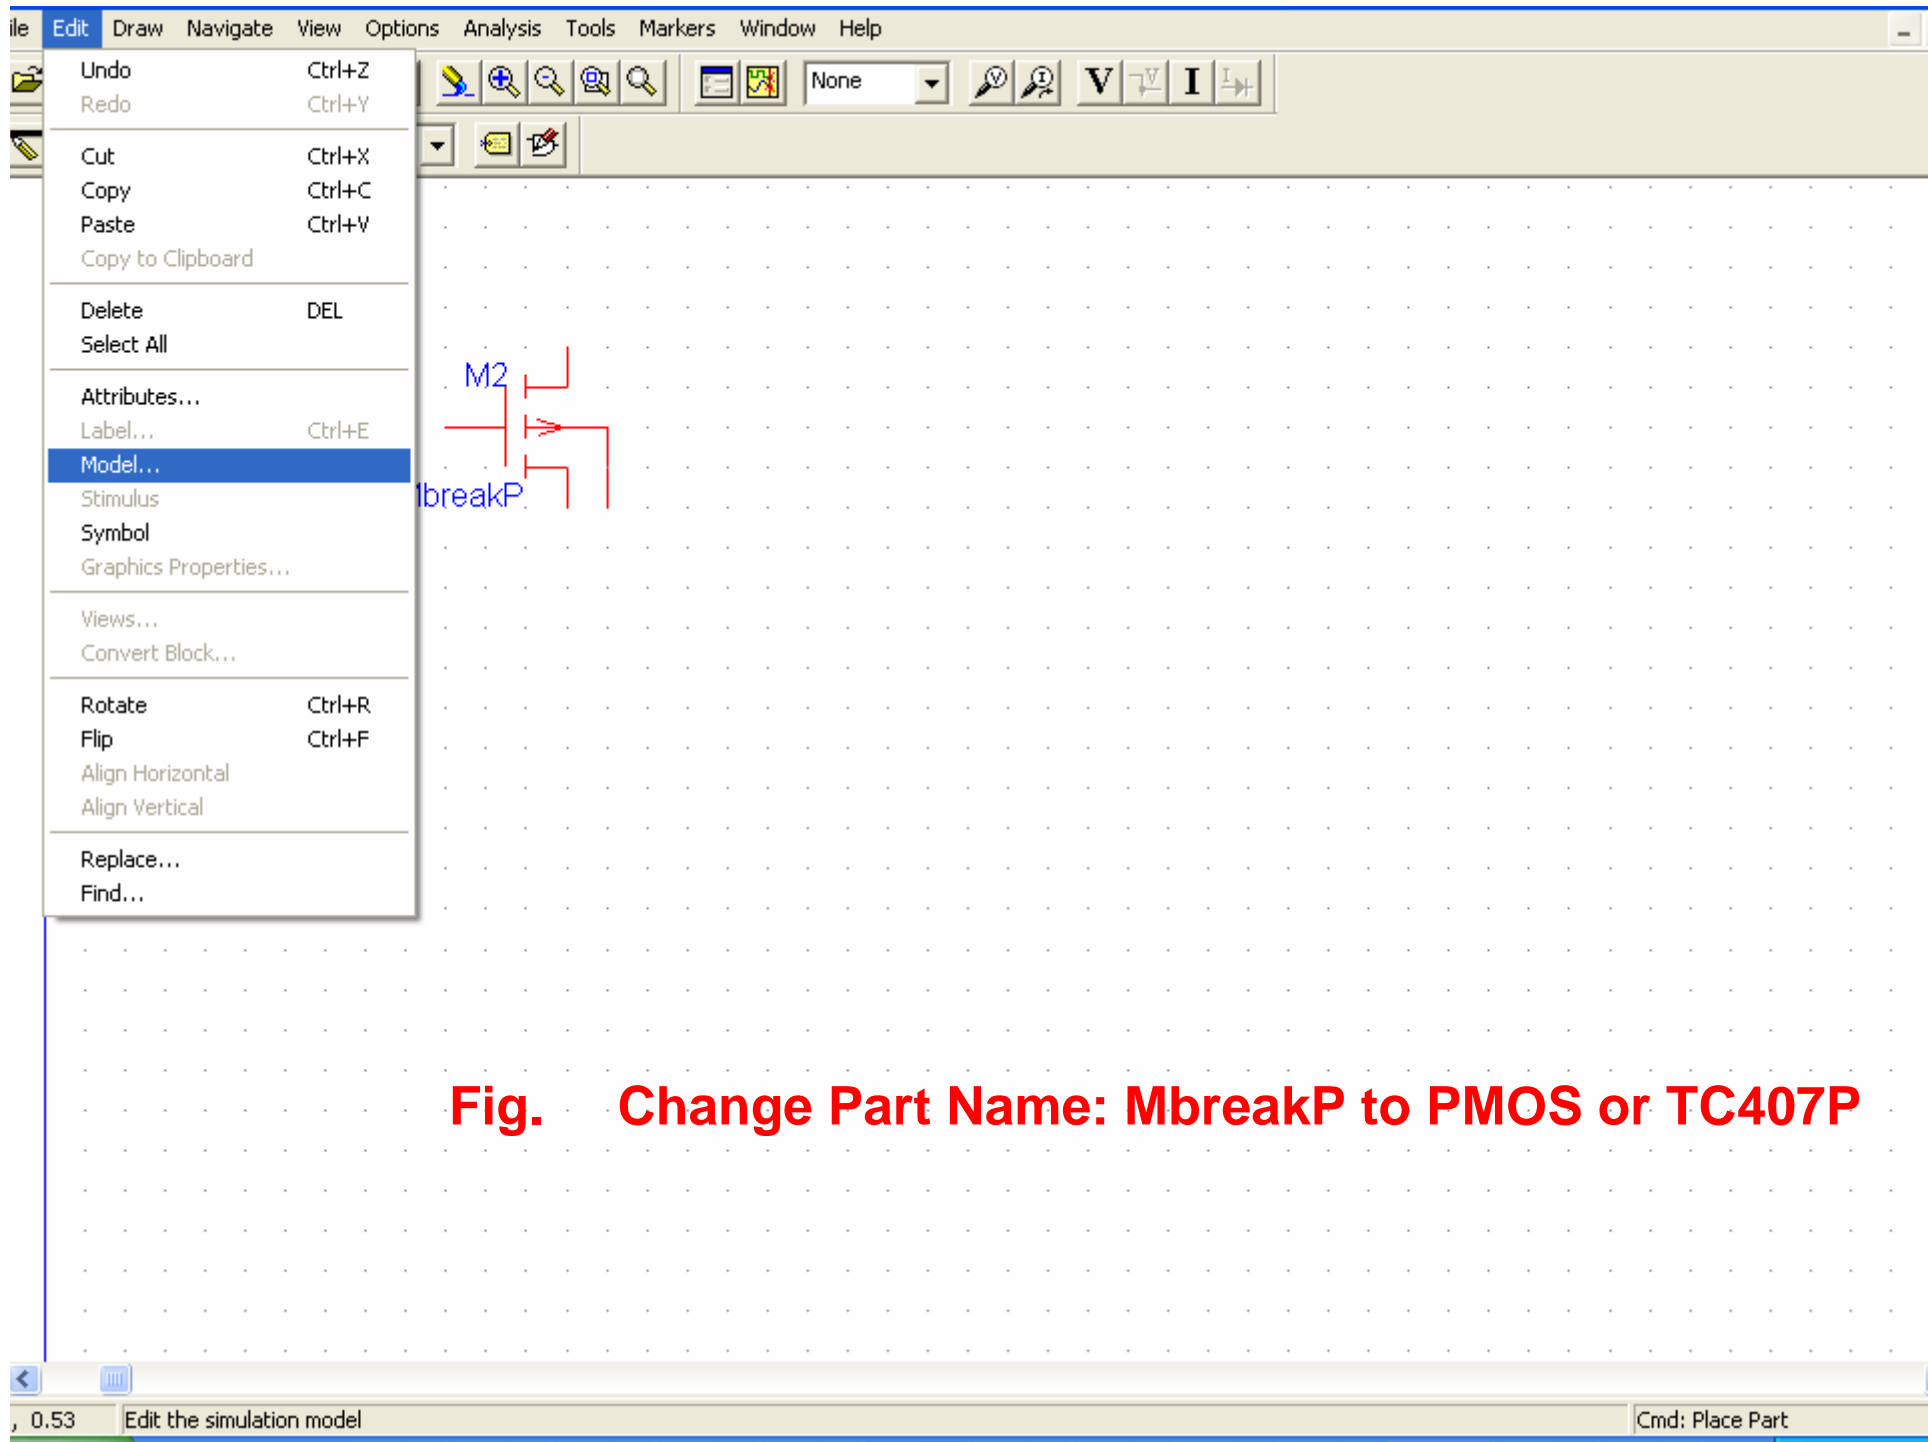 ile Edit Draw Navigate View Options Analysis Tools Markers Window Help
None V V V I I
Undo Ctrl+Z
Redo Ctrl+Y
Cut Ctrl+X
Copy Ctrl+C
Paste Ctrl+V
Copy to Clipboard
Delete DEL
Select All
Attributes...
Label... Ctrl+E
Model...
Stimulus
Symbol
Graphics Properties...
Views...
Convert Block...
Rotate Ctrl+R
Flip Ctrl+F
Align Horizontal
Align Vertical
Replace...
Find...
M2
MbreakP
Fig. Change Part Name: MbreakP to PMOS or TC407P
, 0.53 Edit the simulation model Cmd: Place Part